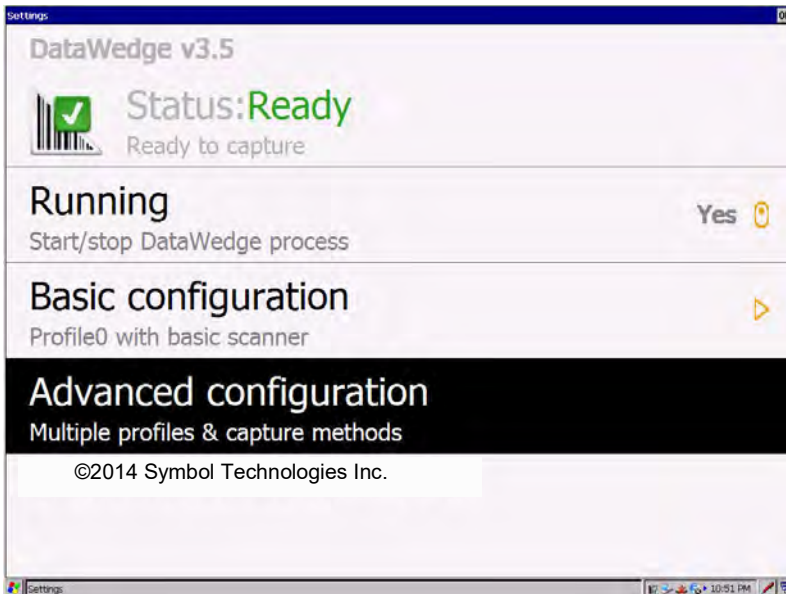 Settings
DataWedge v3.5
Status:Ready
Ready to capture
Running
Yes
Start/stop DataWedge process
Basic configuration
Profile0 with basic scanner
Advanced configuration
Multiple profiles & capture methods
©2014 Symbol Technologies Inc.
Settings
10:51 PM